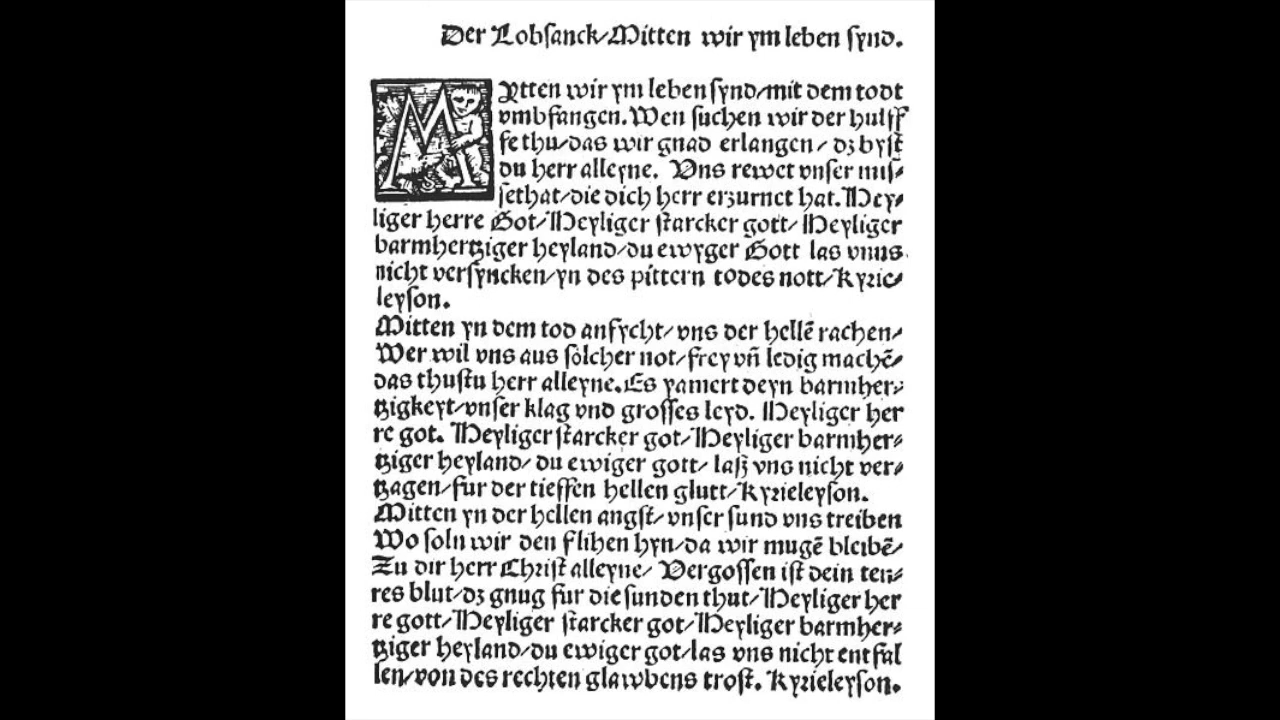 Der Lobſanck/Mitten wir ym leben ſynd.
MYtten wir ym leben ſynd/mit dem todt
vmbfangen. Wen ſuchen wir der hulff
fe thu/das wir gnad erlangen/ dz byſt
du herr alleyne. Vns rewet vnſer miſ⸗
ſethat/die dich herr erzurnet hat. Hey⸗
liger herre Got/Heyliger ſtarcker gott/ Heyliger
barmhertziger heyland/du ewyger Gott las vnns
nicht verſyncken/yn des pittern todes nott/Kyrie⸗
leyſon.
Mitten yn dem tod anfycht/ vns der hellē rachen/
Wer wil vns aus ſolcher not/frey vñ ledig machē/
das thuſtu herr alleyne. Es yamert deyn barmher⸗
tzigkeyt/vnſer klag vnd groſſes leyd. Heyliger her
re got. Heyliger ſtarcker got/Heyliger barmher⸗
tziger heyland/ du ewiger gott/ laſz vns nicht ver⸗
tzagen/fur der tieffen hellen glutt/Kyrieleyſon.
Mitten yn der hellen angſt/ vnſer ſund vns treiben
Wo ſoln wir den flihen hyn/da wir mugē bleibē/
Zu dir herr Chriſt alleyne/ Vergoſſen iſt dein teu⸗
res blut/dz gnug fur die ſunden thut/Heyliger her
re gott/Heyliger ſtarcker got/Heyliger barmher⸗
tziger heyland/du ewiger got/las vns nicht entfal
len/von des rechten glawbens troſt. Kyrieleyſon.